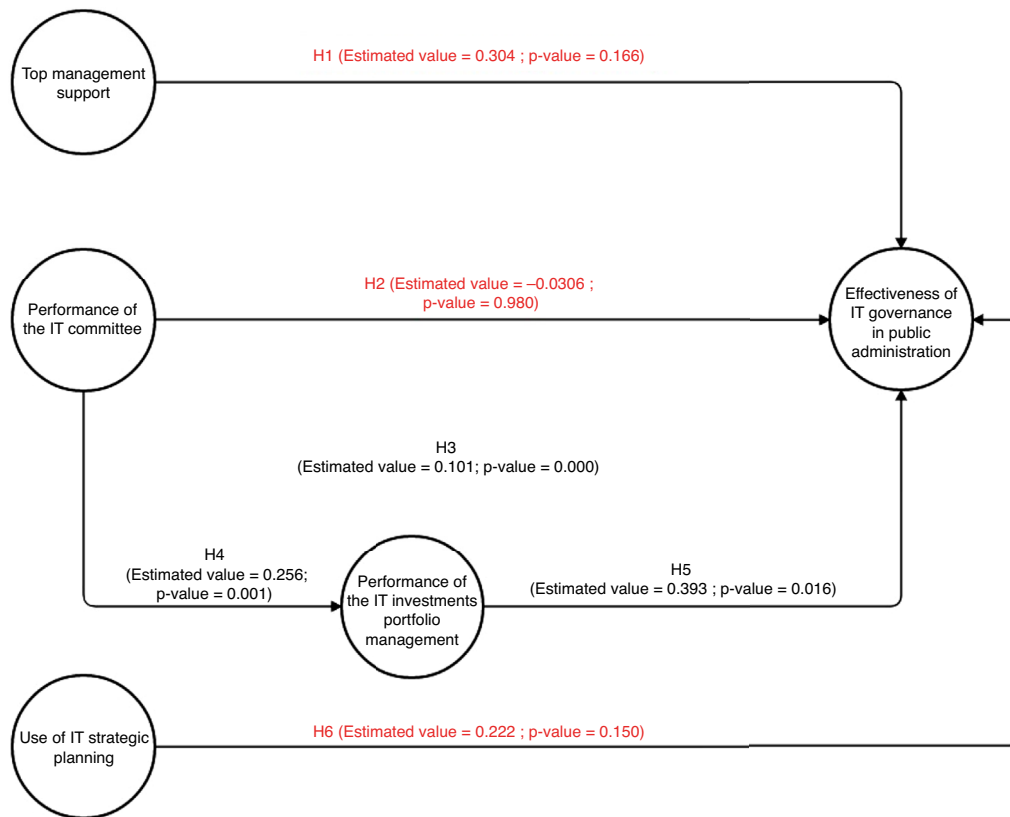 H1 (Estimated value = 0.304 ; p-value = 0.166)
Top management
support
H2 (Estimated value = –0.0306 ;
p-value = 0.980)
Performance of
the IT committee
Effectiveness of
IT governance
in public
administration
H3
(Estimated value = 0.101; p-value = 0.000)
H4
(Estimated value = 0.256;
p-value = 0.001)
Performance of
the IT investments
portfolio
management
H5
(Estimated value = 0.393 ; p-value = 0.016)
Use of IT strategic
planning
H6 (Estimated value = 0.222 ; p-value = 0.150)